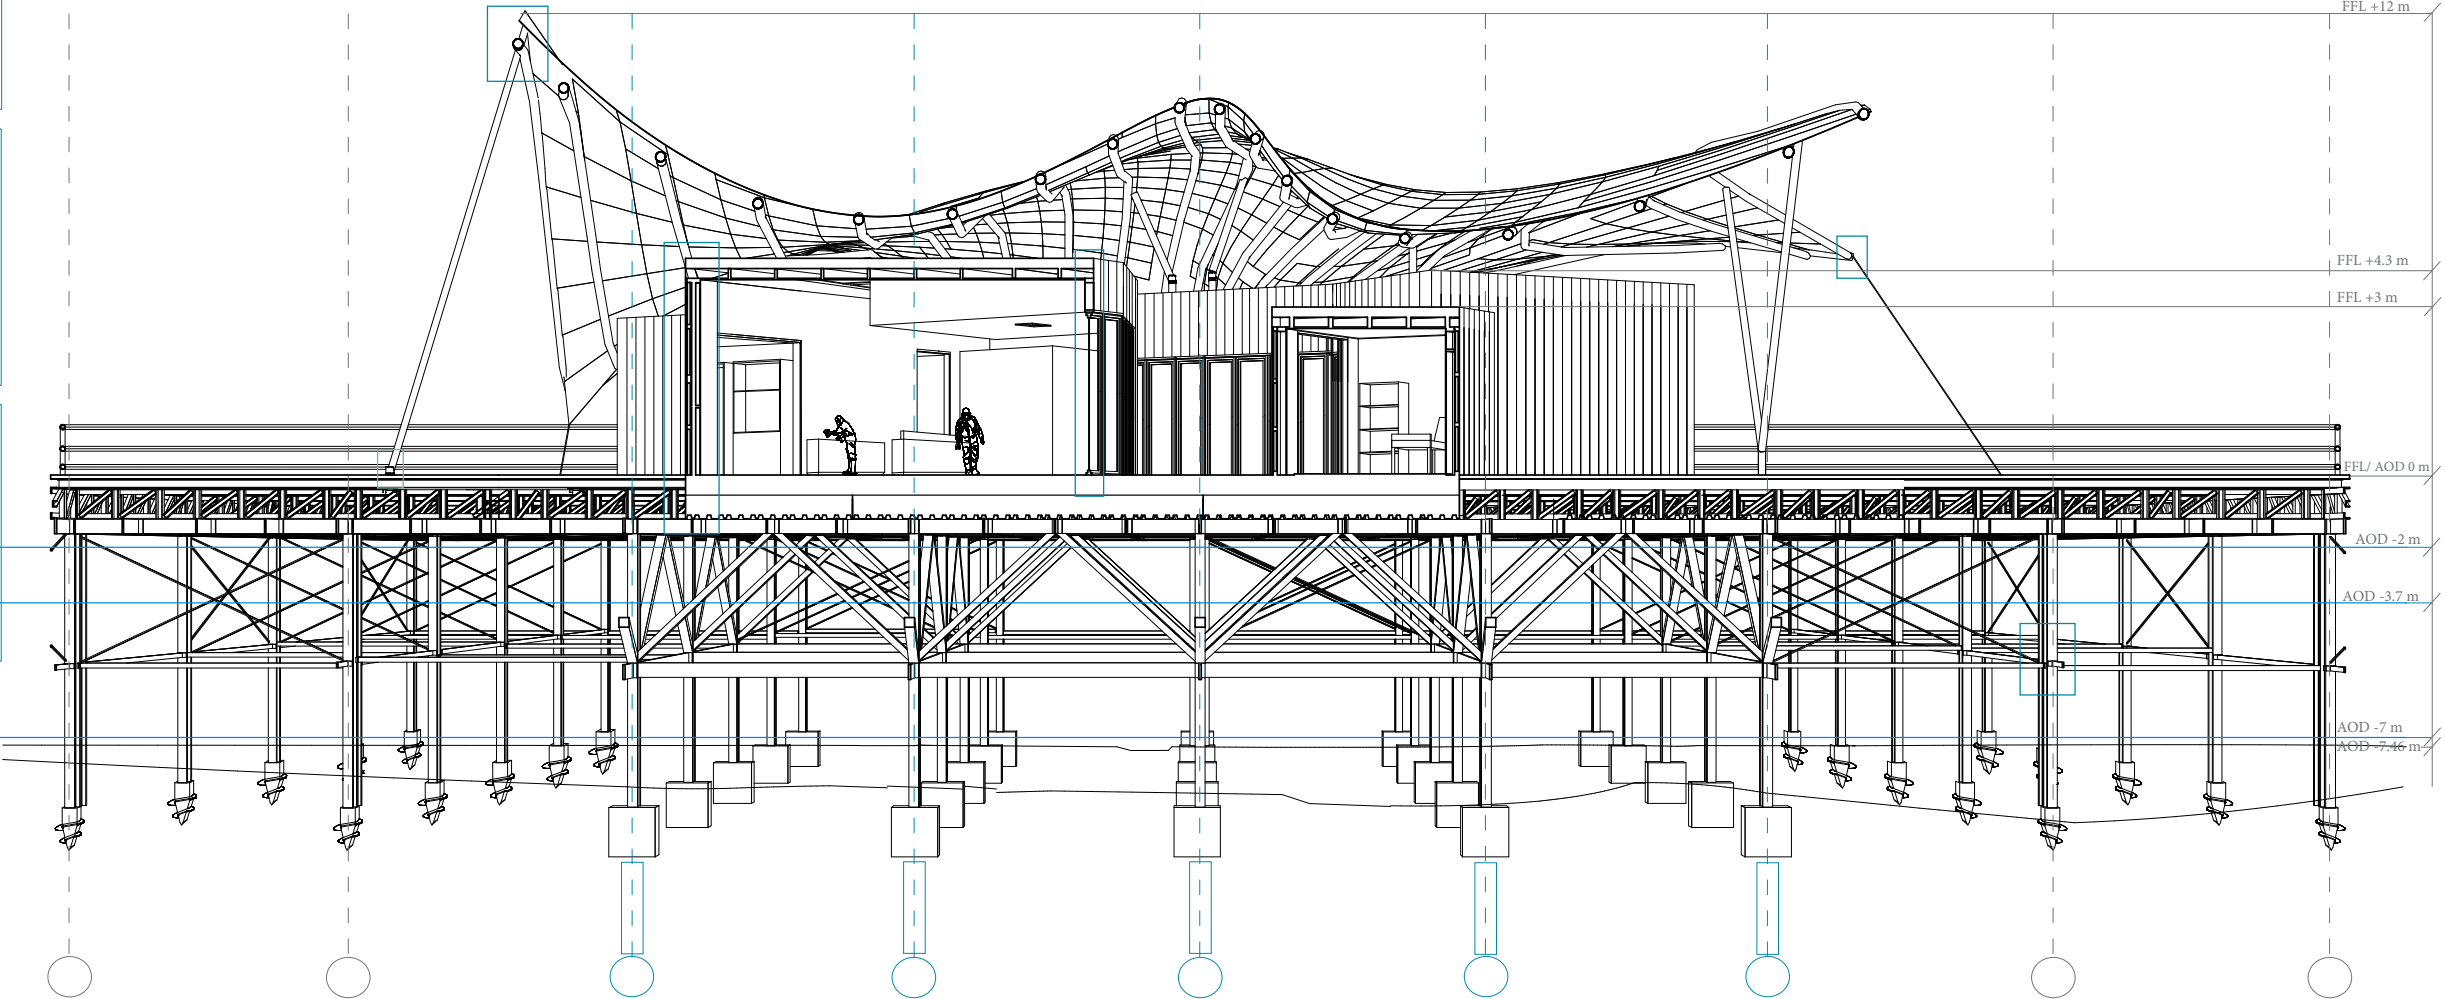 FFL +12 m
FFL +4.3 m
FFL +3 m
FFL/ AOD 0 m
AOD -2 m
AOD -3.7 m
AOD -7 m
AOD -7.46 m